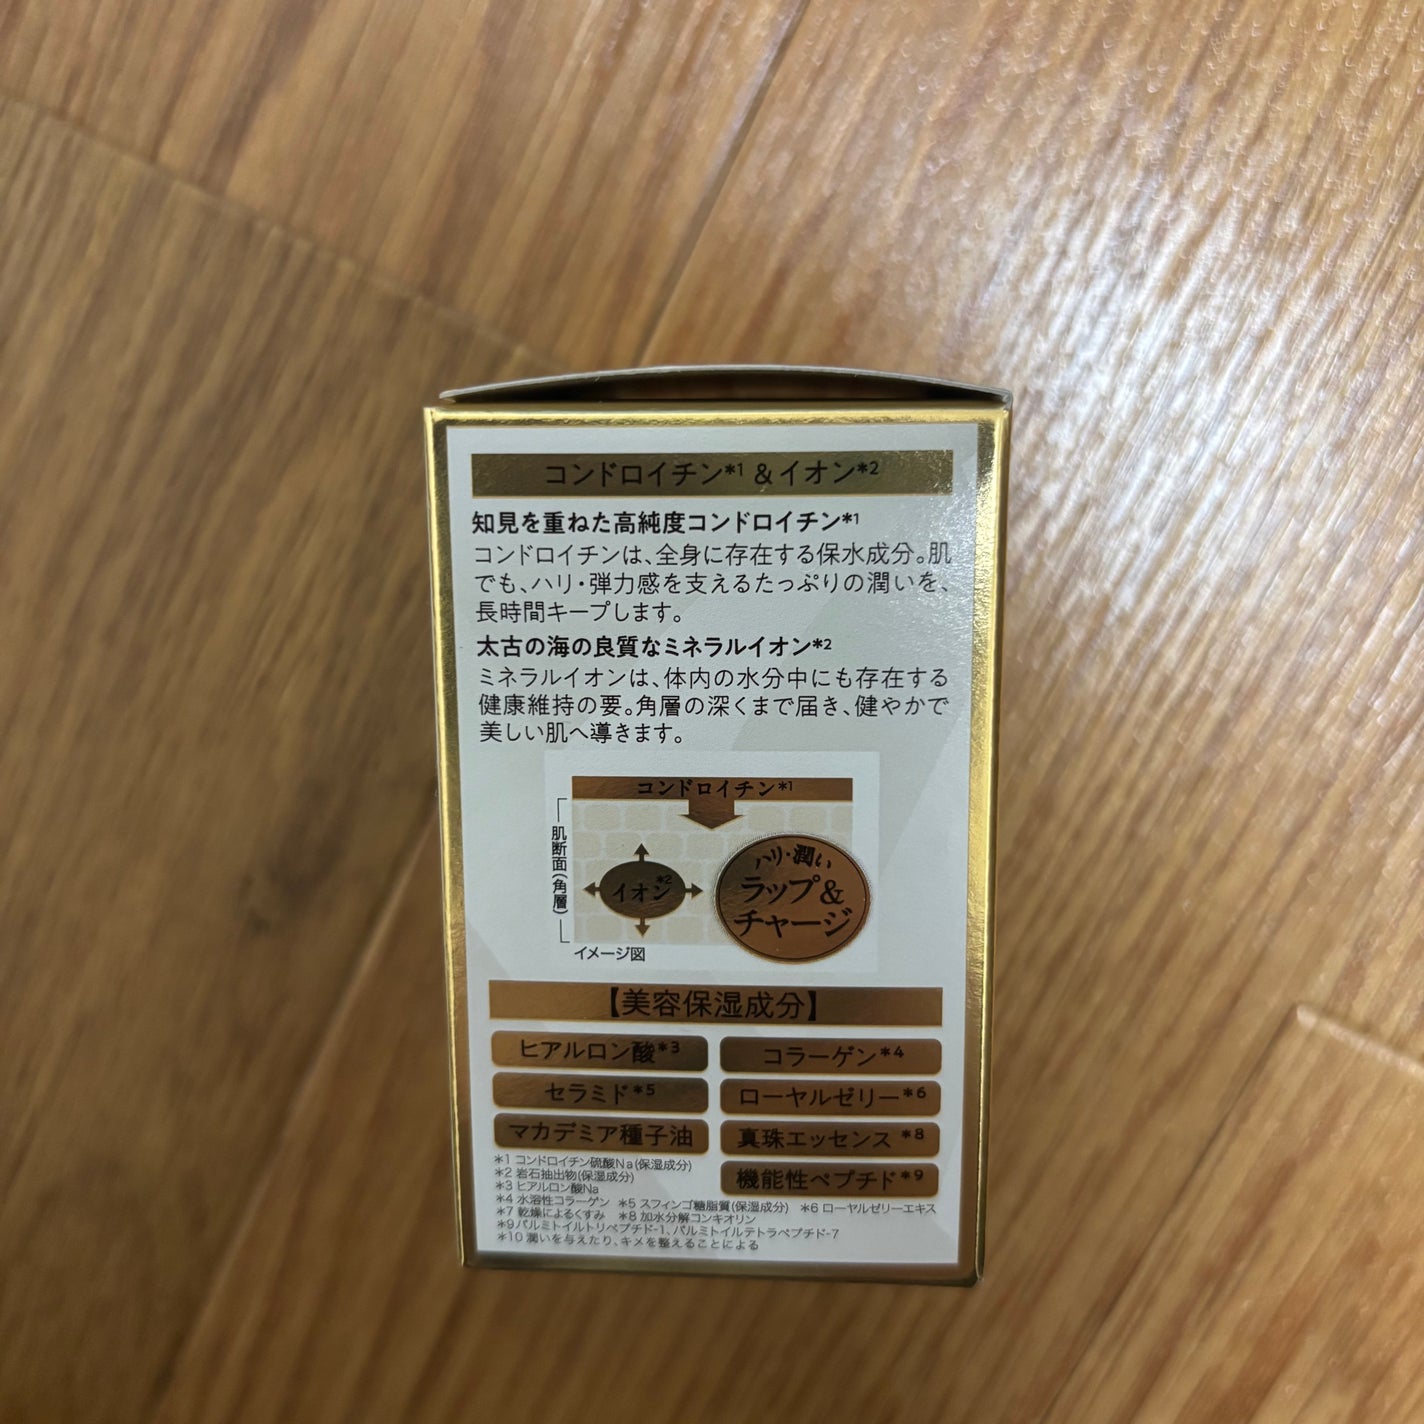 コンドロイチン*1 & イオン*2
知見を重ねた高純度コンドロイチン*1
コンドロイチンは、全身に存在する保水成分。肌
でも、ハリ・弾力感を支えるたっぷりの潤いを、
長時間キープします。
太古の海の良質なミネラルイオン*2
ミネラルイオンは、体内の水分中にも存在する
健康維持の要。角層の深くまで届き、健やかで
美しい肌へ導きます。
コンドロイチン*1
肌断面(角層)
イオン*2
ハリ・潤い
ラップ&
チャージ
イメージ図
【美容保湿成分】
ヒアルロン酸*3 コラーゲン*4
セラミド*5 ローヤルゼリー*6
マカデミア種子油 真珠エッセンス*8
機能性ペプチド*9
*1 コンドロイチン硫酸Na(保湿成分)
*2 岩石抽出物(保湿成分)
*3 ヒアルロン酸Na
*4 水溶性コラーゲン *5 スフィンゴ糖脂質(保湿成分) *6 ローヤルゼリーエキス
*7 乾燥によるくすみ *8 加水分解コンキオリン
*9 パルミトイルトリペプチド-1、パルミトイルテトラペプチド-7
*10 潤いを与えたり、キメを整えることによる